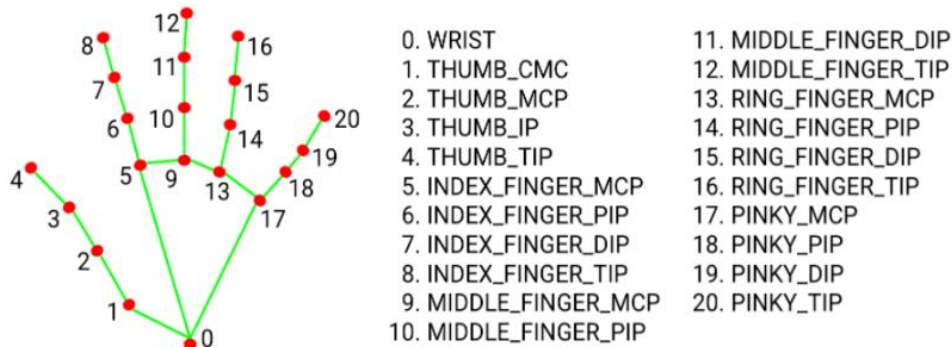 12
8
16
11
7
15
10
6
20
14
4
5
9
19
13
3
18
17
2
1
0
0. WRIST
1. THUMB_CMC
2. THUMB_MCP
3. THUMB_IP
4. THUMB_TIP
5. INDEX_FINGER_MCP
6. INDEX_FINGER_PIP
7. INDEX_FINGER_DIP
8. INDEX_FINGER_TIP
9. MIDDLE_FINGER_MCP
10. MIDDLE_FINGER_PIP
11. MIDDLE_FINGER_DIP
12. MIDDLE_FINGER_TIP
13. RING_FINGER_MCP
14. RING_FINGER_PIP
15. RING_FINGER_DIP
16. RING_FINGER_TIP
17. PINKY_MCP
18. PINKY_PIP
19. PINKY_DIP
20. PINKY_TIP